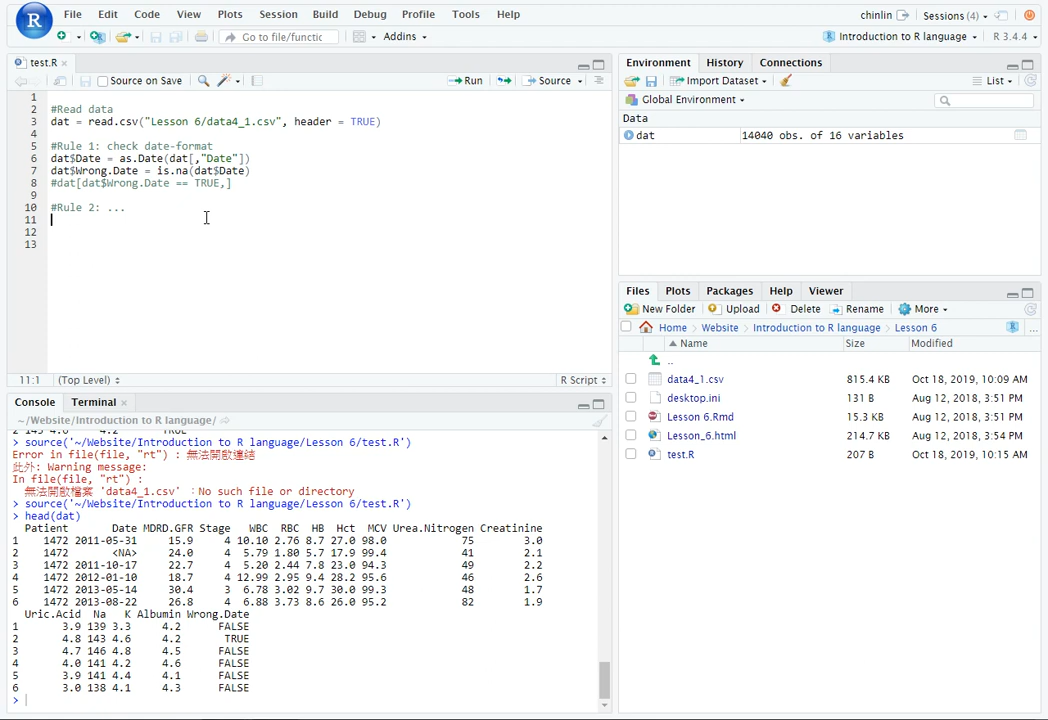 File Edit Code View Plots Session Build Debug Profile Tools Help chinlin Sessions (4)
Go to file/functic Addins Introduction to R language R 3.4.4
test.R
Source on Save Run Source
1
2 #Read data
3 dat = read.csv("Lesson 6/data4_1.csv", header = TRUE)
4
5 #Rule 1: check date-format
6 dat$Date = as.Date(dat[,"Date"])
7 dat$Wrong.Date = is.na(dat$Date)
8 #dat[dat$Wrong.Date == TRUE,]
9
10 #Rule 2: ...
11
12
13
11:1 (Top Level) R Script
Console Terminal
~/Website/Introduction to R language/
> source('~/Website/Introduction to R language/Lesson 6/test.R')
Error in file(file, "rt") : 無法開啟連結
此外: Warning message:
In file(file, "rt") :
無法開啟檔案 'data4_1.csv' ：No such file or directory
> source('~/Website/Introduction to R language/Lesson 6/test.R')
> head(dat)
Patient Date MDRD.GFR Stage WBC RBC HB Hct MCV Urea.Nitrogen Creatinine
1 1472 2011-05-31 15.9 4 10.10 2.76 8.7 27.0 98.0 75 3.0
2 1472 <NA> 24.0 4 5.79 1.80 5.7 17.9 99.4 41 2.1
3 1472 2011-10-17 22.7 4 5.20 2.44 7.8 23.0 94.3 49 2.2
4 1472 2012-01-10 18.7 4 12.99 2.95 9.4 28.2 95.6 46 2.6
5 1472 2013-05-14 30.4 3 6.78 3.02 9.7 30.0 99.3 48 1.7
6 1472 2013-08-22 26.8 4 6.88 3.73 8.6 26.0 95.2 82 1.9
Uric.Acid Na K Albumin Wrong.Date
1 3.9 139 3.3 4.2 FALSE
2 4.8 143 4.6 4.2 TRUE
3 4.7 146 4.8 4.5 FALSE
4 4.0 141 4.2 4.6 FALSE
5 3.9 141 4.4 4.1 FALSE
6 3.0 138 4.1 4.3 FALSE
>
Environment History Connections
Import Dataset List
Global Environment
Data
dat 14040 obs. of 16 variables
Files Plots Packages Help Viewer
New Folder Upload Delete Rename More
Home Website Introduction to R language Lesson 6
Name Size Modified
..
data4_1.csv 815.4 KB Oct 18, 2019, 10:09 AM
desktop.ini 131 B Aug 12, 2018, 3:51 PM
Lesson 6.Rmd 15.3 KB Aug 12, 2018, 3:51 PM
Lesson_6.html 214.7 KB Aug 12, 2018, 3:54 PM
test.R 207 B Oct 18, 2019, 10:15 AM